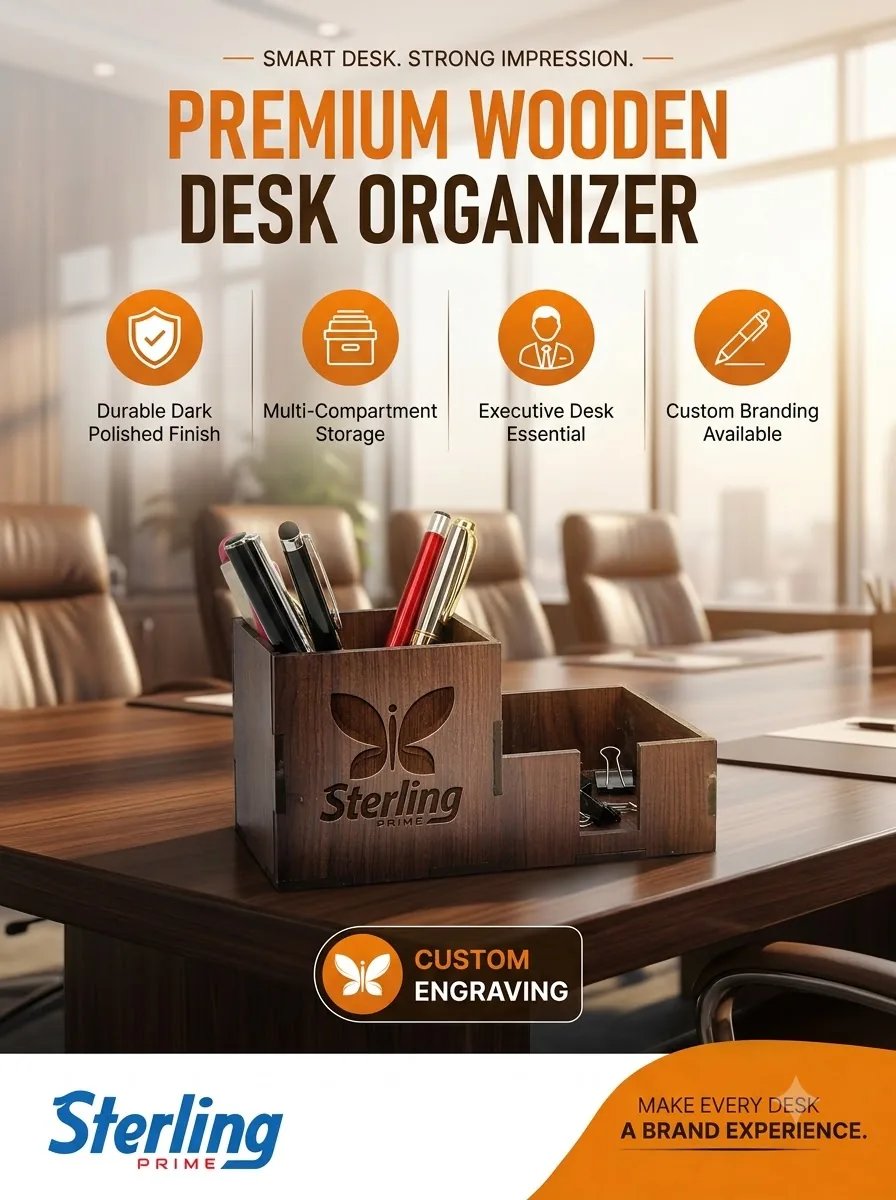 SMART DESK. STRONG IMPRESSION.
PREMIUM WOODEN
DESK ORGANIZER
Durable Dark
Polished Finish
Multi-Compartment
Storage
Executive Desk
Essential
Custom Branding
Available
Sterling
PRIME
CUSTOM
ENGRAVING
Sterling
PRIME
MAKE EVERY DESK
A BRAND EXPERIENCE.